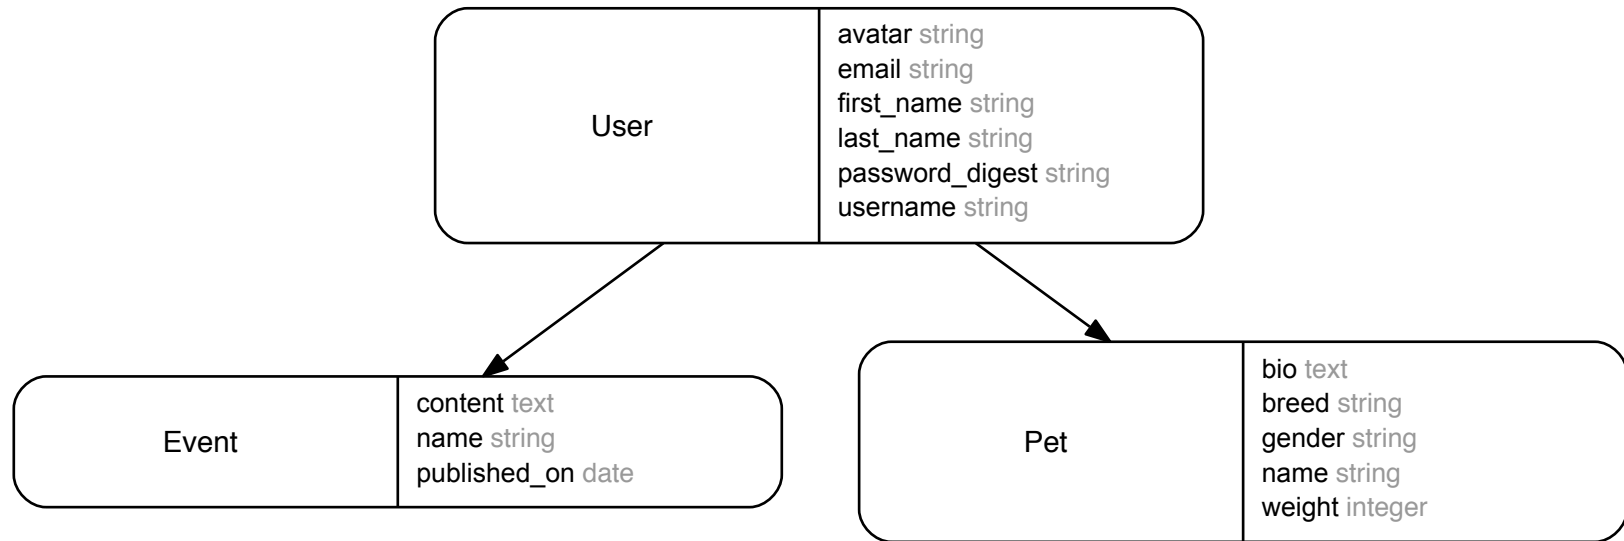 User
avatar string
email string
first_name string
last_name string
password_digest string
username string
Event
content text
name string
published_on date
Pet
bio text
breed string
gender string
name string
weight integer